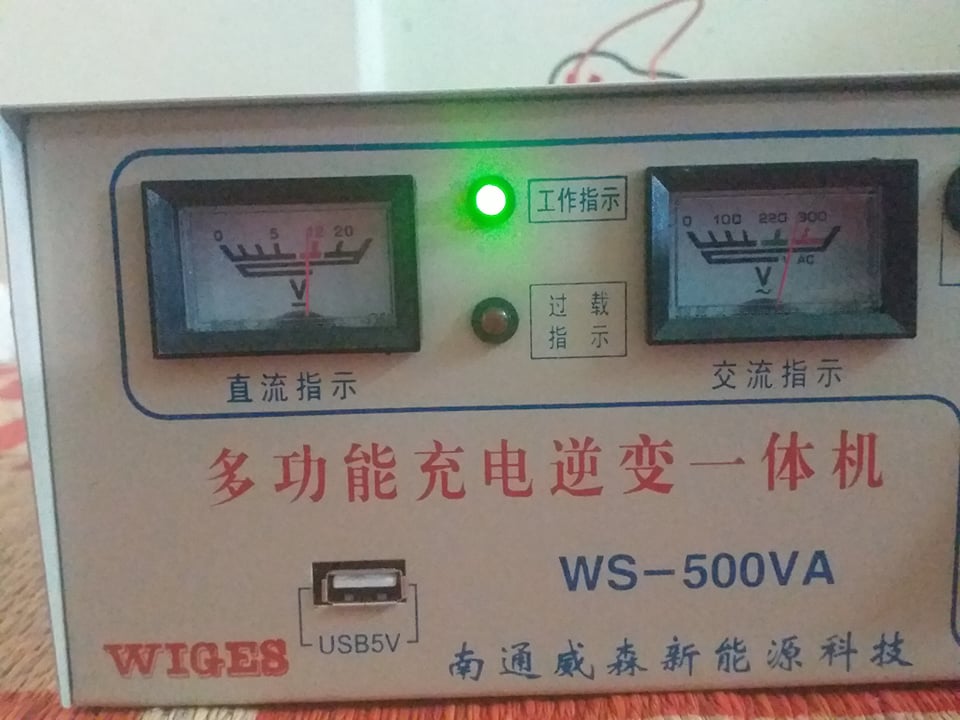 0 5 12 20
V
工作指示
过载
指示
0 100 220 300
AC
V
~
直流指示
交流指示
多功能充电逆变一体机
WS-500VA
USB5V
WIGES
南通威森新能源科技